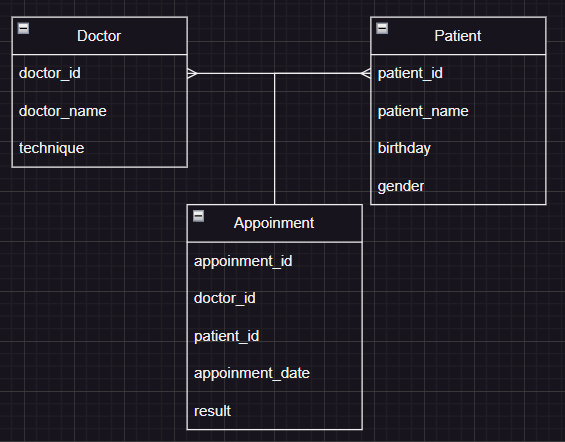 Doctor
doctor_id
doctor_name
technique
Patient
patient_id
patient_name
birthday
gender
Appoinment
appoinment_id
doctor_id
patient_id
appoinment_date
result